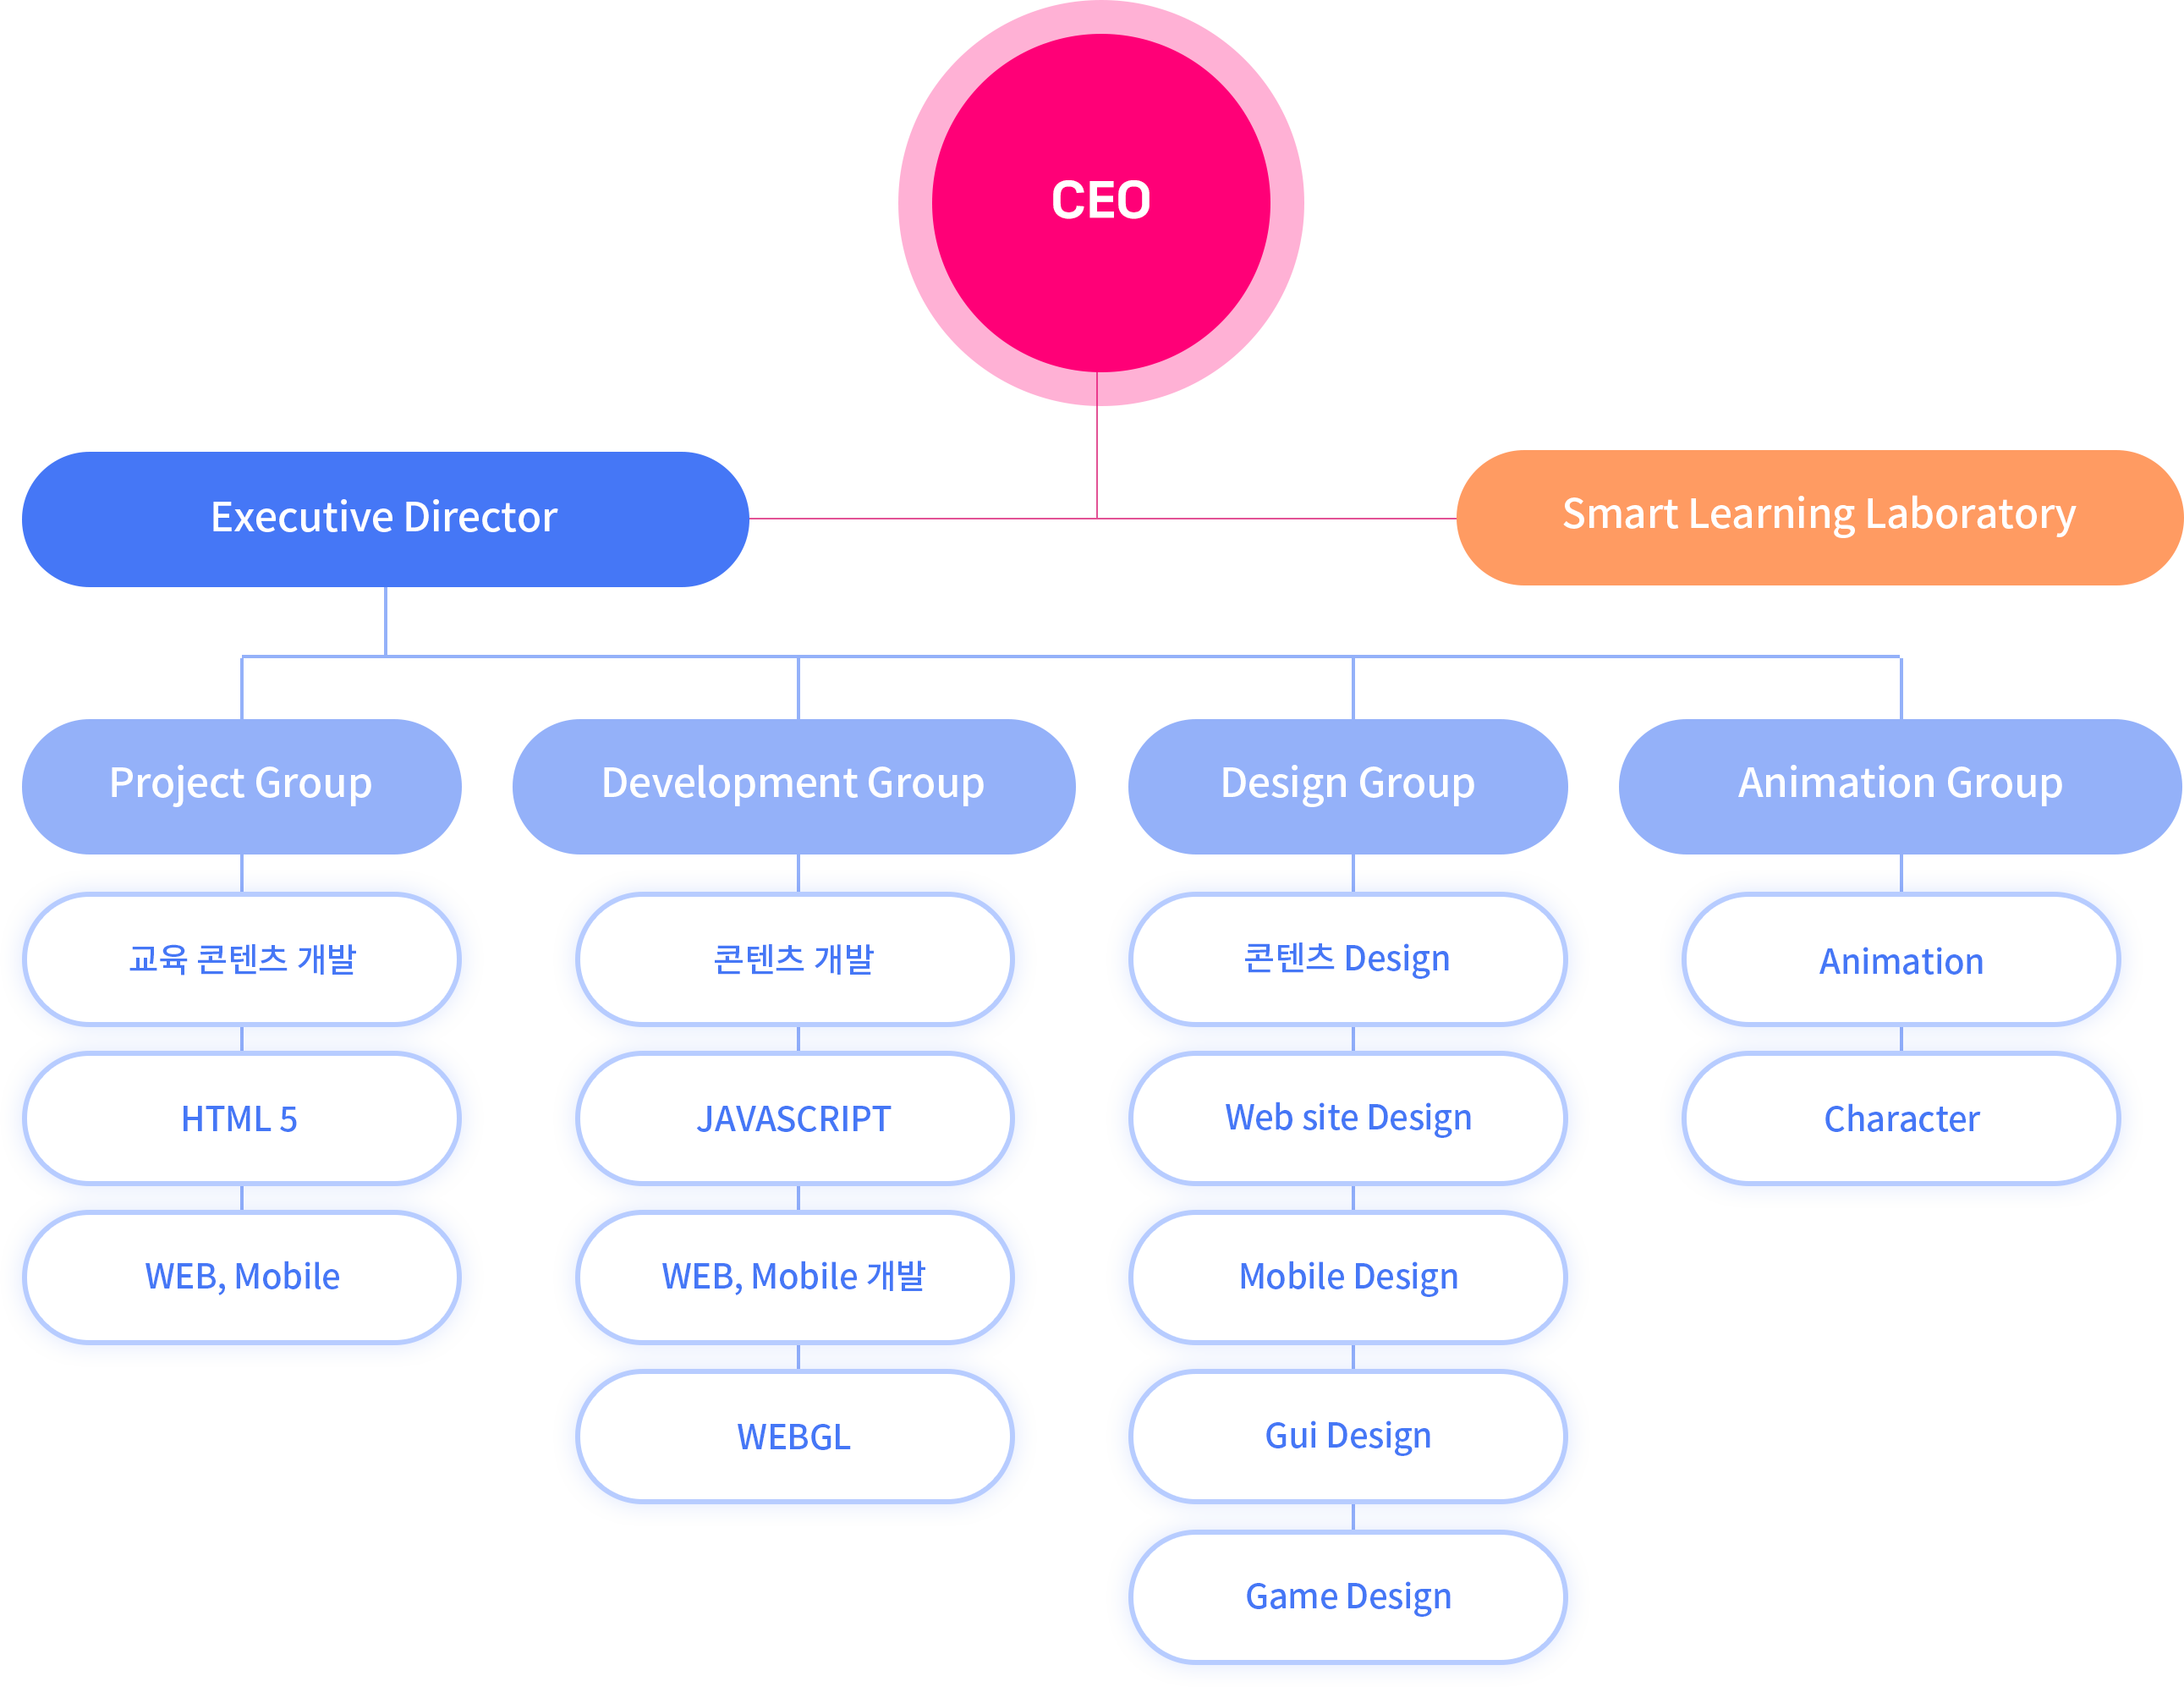 CEO
Executive Director
Smart Learning Laboratory
Project Group
Development Group
Design Group
Animation Group
교육 콘텐츠 개발
콘텐츠 개발
콘텐츠 Design
Animation
HTML 5
JAVASCRIPT
Web site Design
Character
WEB, Mobile
WEB, Mobile 개발
Mobile Design
WEBGL
Gui Design
Game Design